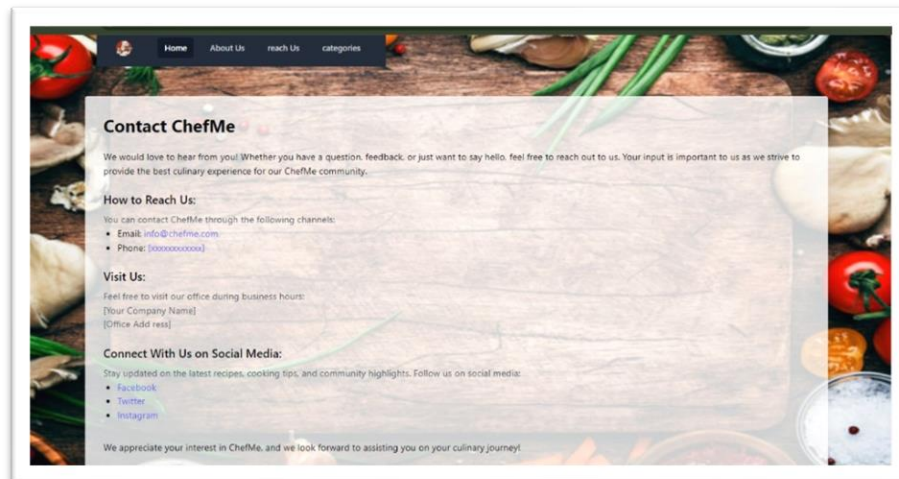 Home About Us reach Us categories
Contact ChefMe
We would love to hear from you! Whether you have a question, feedback, or just want to say hello, feel free to reach out to us. Your input is important to us as we strive to
provide the best culinary experience for our ChefMe community.
How to Reach Us:
You can contact ChefMe through the following channels:
• Email: info@chefme.com
• Phone: [xxxxxxxxxxxx]
Visit Us:
Feel free to visit our office during business hours:
[Your Company Name]
[Office Add ress]
Connect With Us on Social Media:
Stay updated on the latest recipes, cooking tips, and community highlights. Follow us on social media:
• Facebook
• Twitter
• Instagram
We appreciate your interest in ChefMe, and we look forward to assisting you on your culinary journey!